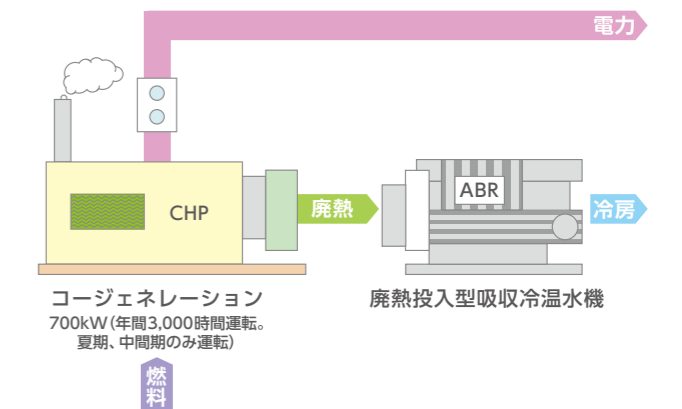 電力
CHP
廃熱
ABR
冷房
コージェネレーション
700kW(年間3,000時間運転。
夏期、中間期のみ運転)
廃熱投入型吸収冷温水機
燃料